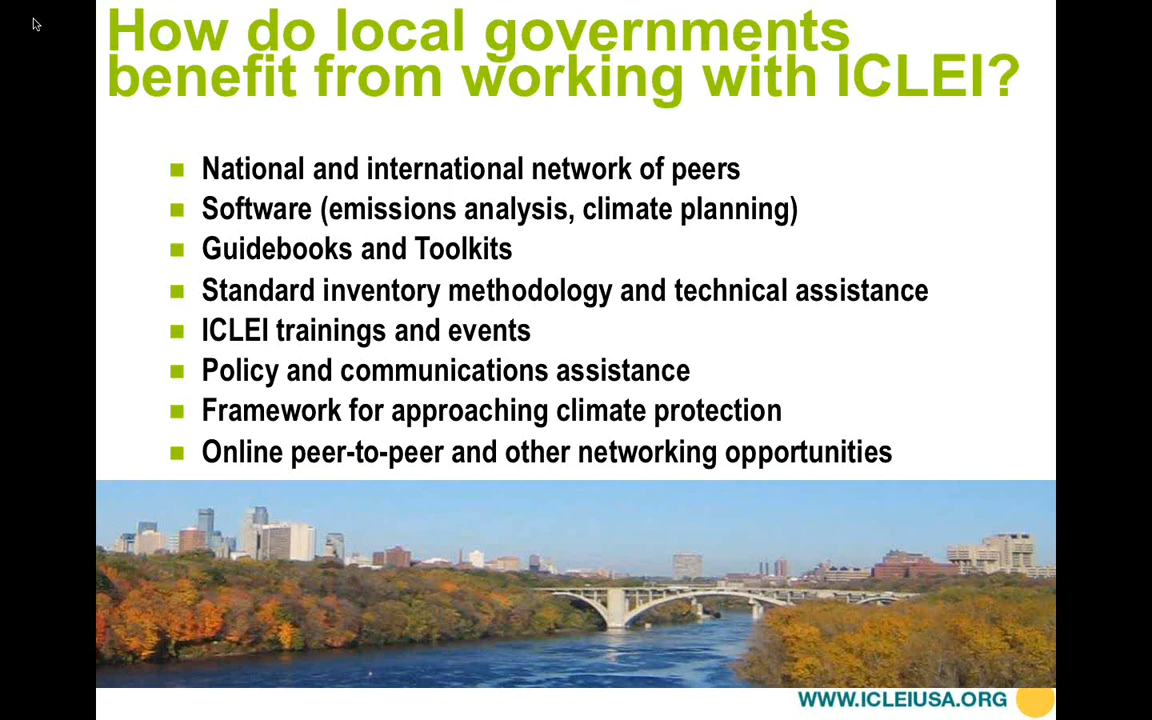 How do local governments
benefit from working with ICLEI?
National and international network of peers
Software (emissions analysis, climate planning)
Guidebooks and Toolkits
Standard inventory methodology and technical assistance
ICLEI trainings and events
Policy and communications assistance
Framework for approaching climate protection
Online peer-to-peer and other networking opportunities
WWW.ICLEIUSA.ORG